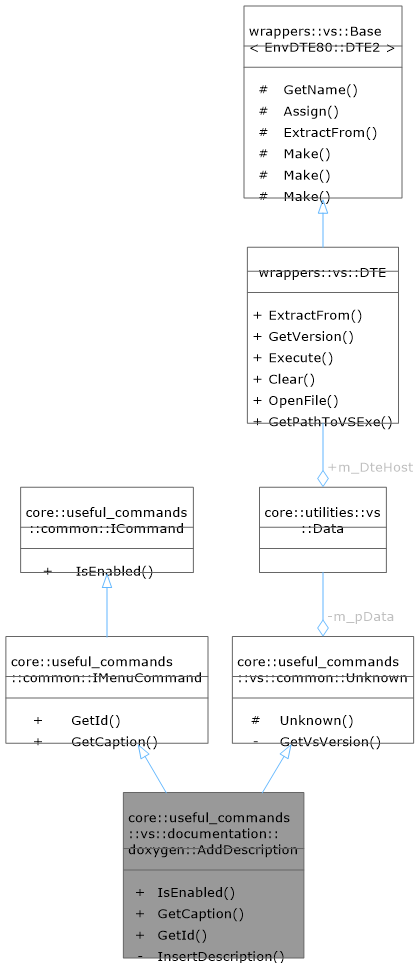 wrappers::vs::Base
< EnvDTE80::DTE2 >
# GetName()
# Assign()
# ExtractFrom()
# Make()
# Make()
# Make()
wrappers::vs::DTE
+ ExtractFrom()
+ GetVersion()
+ Execute()
+ Clear()
+ OpenFile()
+ GetPathToVSExe()
+m_DteHost
core::useful_commands
::common::ICommand
+ IsEnabled()
core::utilities::vs
::Data
-m_pData
core::useful_commands
::common::IMenuCommand
+ GetId()
+ GetCaption()
core::useful_commands
::vs::common::Unknown
# Unknown()
- GetVsVersion()
core::useful_commands
::vs::documentation::
doxygen::AddDescription
+ IsEnabled()
+ GetCaption()
+ GetId()
- InsertDescription()